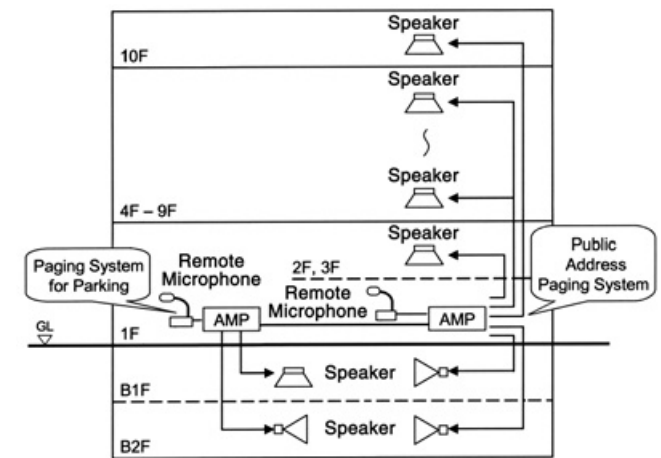 Speaker
10F
Speaker
Speaker
4F – 9F
Speaker
Paging System
for Parking
Remote
Microphone
2F, 3F
Remote
Microphone
Public
Address
Paging System
AMP
AMP
GL
1F
Speaker
B1F
Speaker
B2F